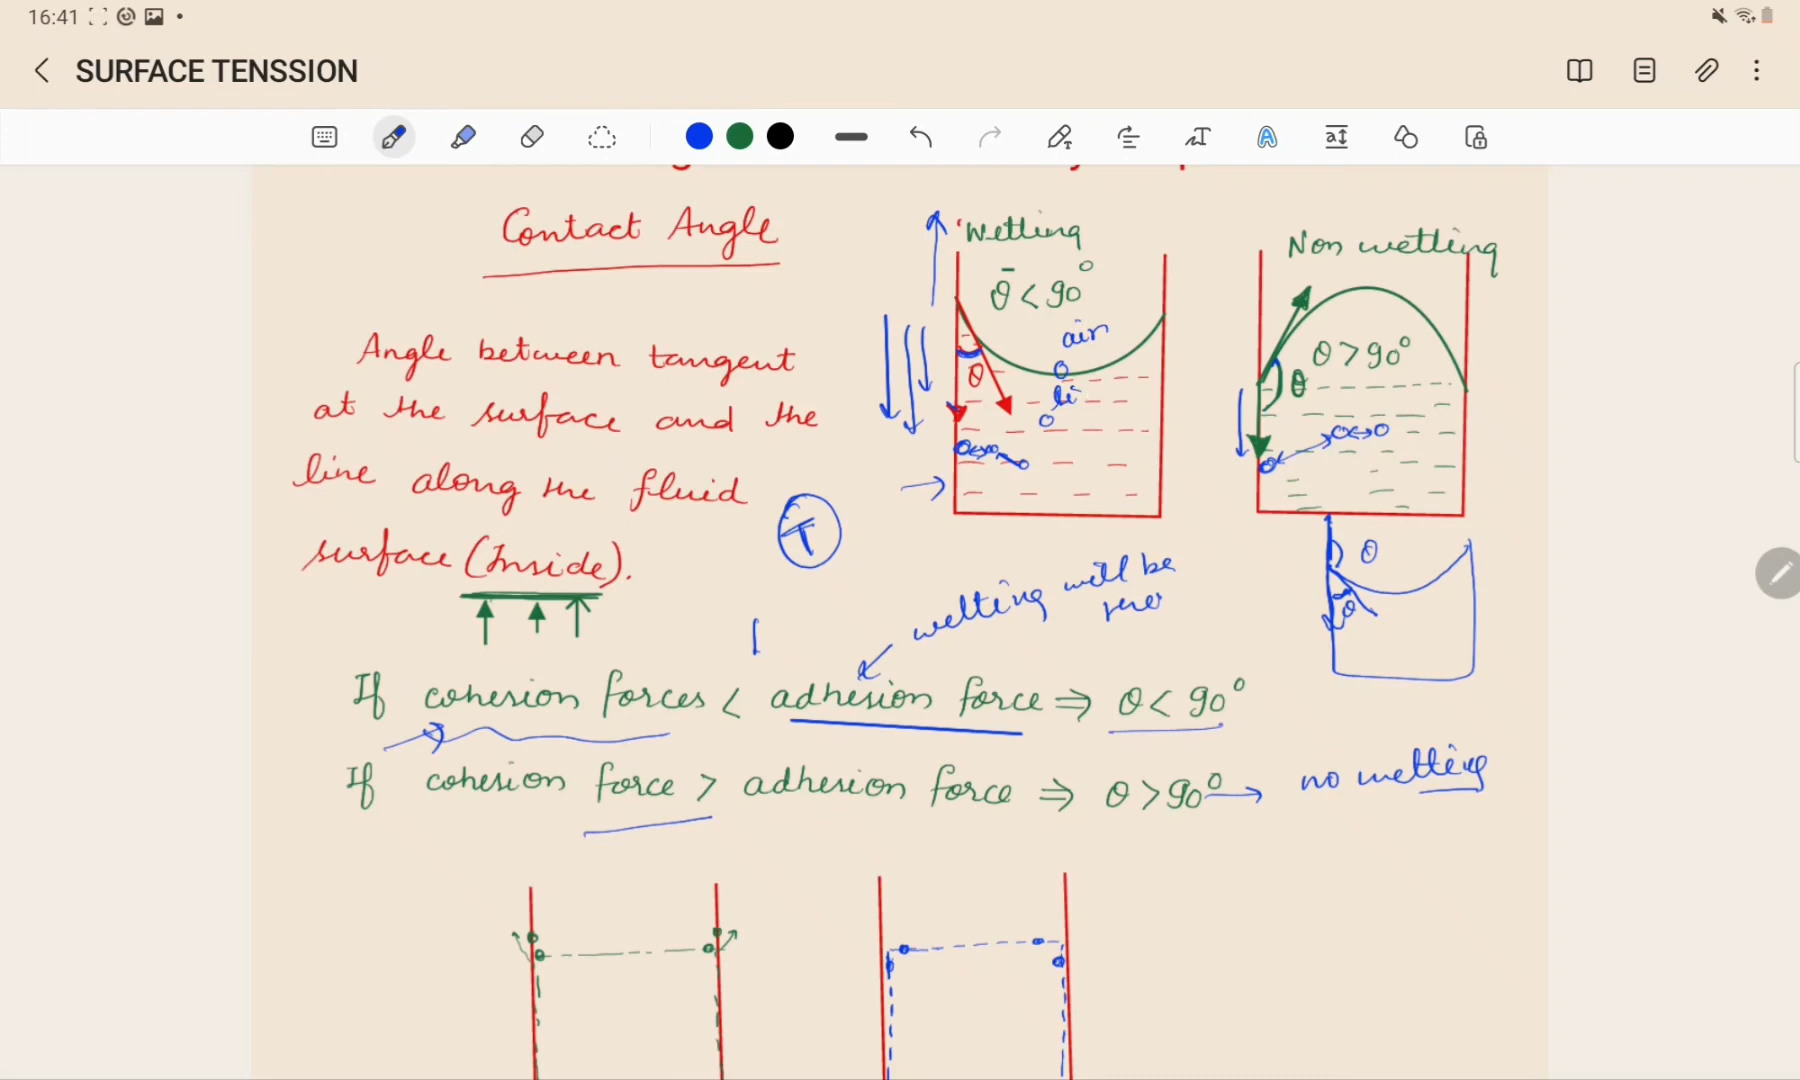 16:41
SURFACE TENSSION
Contact Angle
Angle between tangent
at the surface and the
line along the fluid
surface (Inside).
Wetting
θ < 90°
air
θ
li
Non wetting
θ > 90°
θ
T
θ
θ
wetting will be
If cohesion forces < adhesion force ⇒ θ < 90°
If cohesion force > adhesion force ⇒ θ > 90° → no wetting